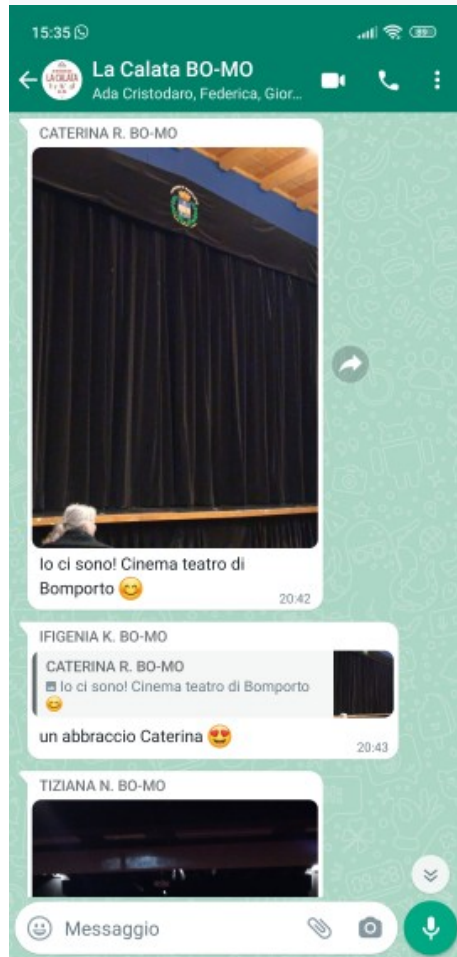 15:35
La Calata BO-MO
Ada Cristodaro, Federica, Gior...
CATERINA R. BO-MO
Io ci sono! Cinema teatro di
Bomporto 😊
20:42
IFIGENIA K. BO-MO
CATERINA R. BO-MO
Io ci sono! Cinema teatro di Bomporto
😊
un abbraccio Caterina 😍
20:43
TIZIANA N. BO-MO
Messaggio